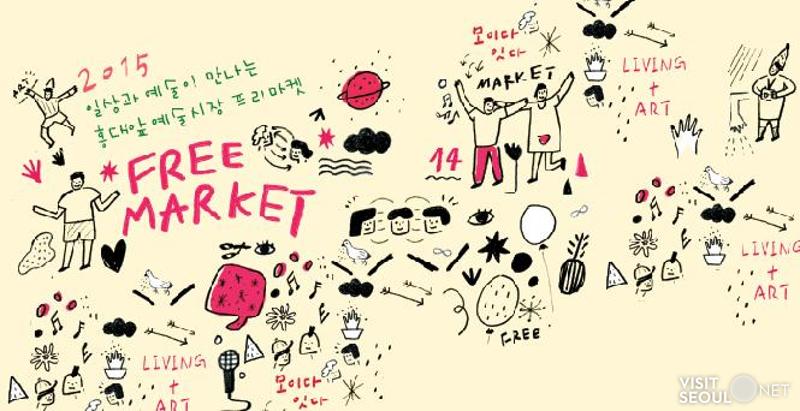 2015
일상과 예술이 만나는
홍대앞 예술시장 프리마켓
FREE
MARKET
모이다
잇다
MARKET
14
LIVING
+
ART
LIVING
+
ART
FREE
LIVING
+
ART
모이다
잇다
VISIT
SEOUL NET